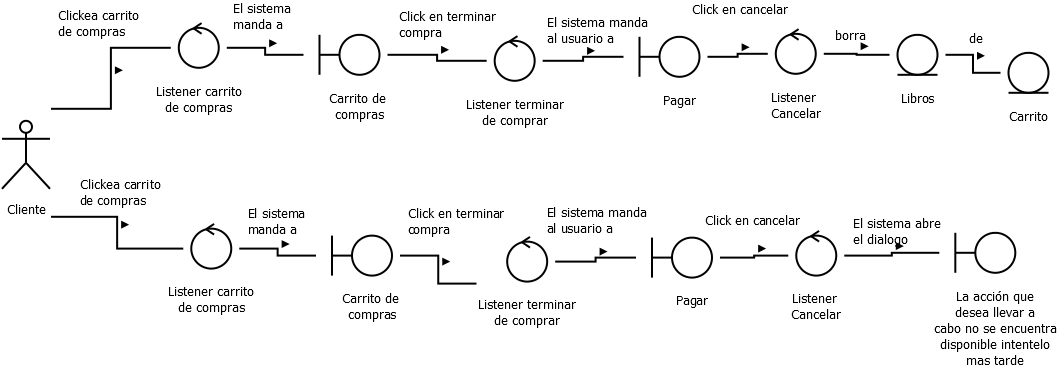 Clickea carrito
de compras
El sistema
manda a
Click en terminar
compra
El sistema manda
al usuario a
Click en cancelar
borra
de
Listener carrito
de compras
Carrito de
compras
Listener terminar
de comprar
Pagar
Listener
Cancelar
Libros
Carrito
Cliente
Clickea carrito
de compras
El sistema
manda a
Click en terminar
compra
El sistema manda
al usuario a
Click en cancelar
El sistema abre
el dialogo
Listener carrito
de compras
Carrito de
compras
Listener terminar
de comprar
Pagar
Listener
Cancelar
La acción que
desea llevar a
cabo no se encuentra
disponible intentelo
mas tarde